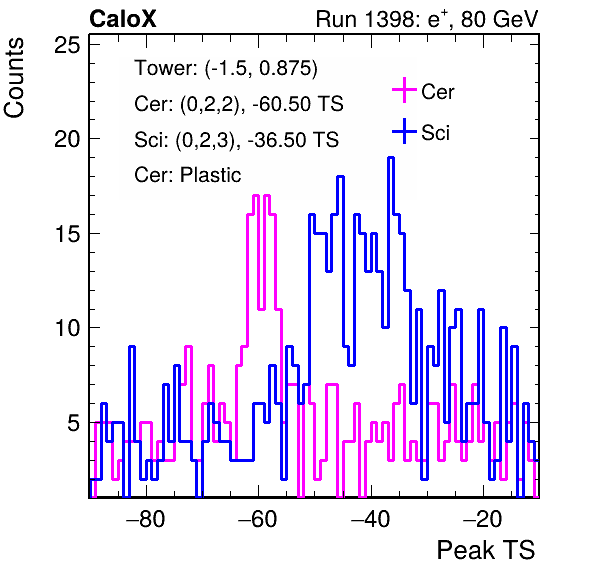 CaloX
Run 1398: e+, 80 GeV
Counts
25
20
15
10
5
Tower: (-1.5, 0.875)
Cer: (0,2,2), -60.50 TS
Sci: (0,2,3), -36.50 TS
Cer: Plastic
Cer
Sci
−80
−60
−40
−20
Peak TS